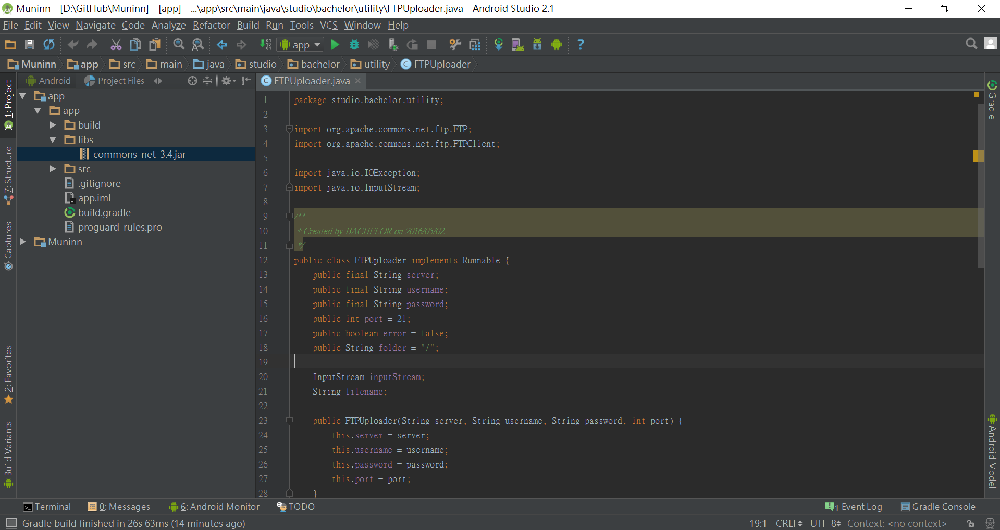 Muninn - [D:\GitHub\Muninn] - [app] - ...\app\src\main\java\studio\bachelor\utility\FTPUploader.java - Android Studio 2.1
File Edit View Navigate Code Analyze Refactor Build Run Tools VCS Window Help
app
Muninn app src main java studio bachelor utility FTPUploader
Android Project Files
FTPUploader.java
1: Project
7: Structure
Captures
2: Favorites
Build Variants
app
app
build
libs
commons-net-3.4.jar
src
.gitignore
app.iml
build.gradle
proguard-rules.pro
Muninn
1 package studio.bachelor.utility;
2
3 import org.apache.commons.net.ftp.FTP;
4 import org.apache.commons.net.ftp.FTPClient;
5
6 import java.io.IOException;
7 import java.io.InputStream;
8
9 /**
10 * Created by BACHELOR on 2016/05/02.
11 */
12 public class FTPUploader implements Runnable {
13 public final String server;
14 public final String username;
15 public final String password;
16 public int port = 21;
17 public boolean error = false;
18 public String folder = "/";
19
20 InputStream inputStream;
21 String filename;
22
23 public FTPUploader(String server, String username, String password, int port) {
24 this.server = server;
25 this.username = username;
26 this.password = password;
27 this.port = port;
28 }
Gradle
Android Model
Terminal 0: Messages 6: Android Monitor TODO 1 Event Log Gradle Console
Gradle build finished in 26s 63ms (14 minutes ago) 19:1 CRLF UTF-8 Context: <no context>